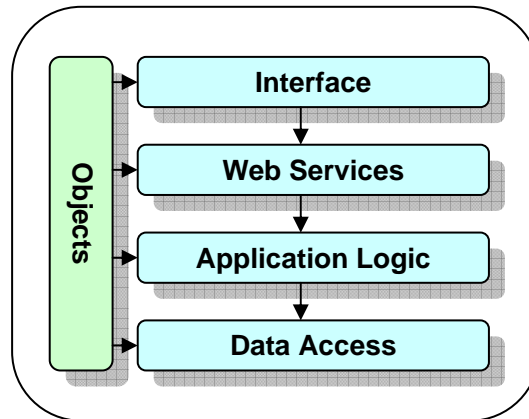 Objects
Interface
Web Services
Application Logic
Data Access